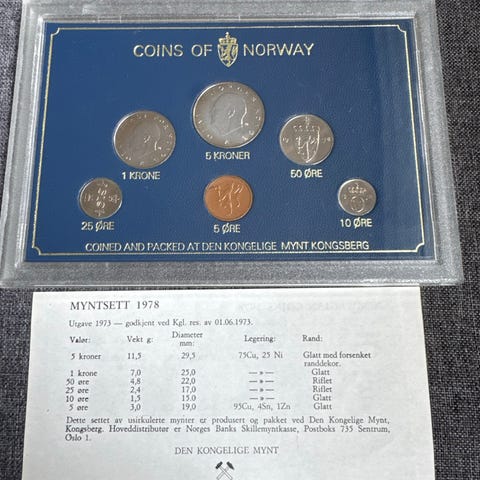 COINS OF NORWAY
1 KRONE
5 KRONER
50 ØRE
25 ØRE
5 ØRE
10 ØRE
COINED AND PACKED AT DEN KONGELIGE MYNT KONGSBERG
MYNTSETT 1978
Utgave 1973 — godkjent ved Kgl. res. av 01.06.1973.
Valør: Vekt g: Diameter mm: Legering: Rand:
5 kroner 11,5 29,5 75Cu, 25 Ni Glatt med forsenket
randdekor.
1 krone 7,0 25,0 —»— Glatt
50 øre 4,8 22,0 —»— Riflet
25 øre 2,4 17,0 —»— Riflet
10 øre 1,5 15,0 —»— Glatt
5 øre 3,0 19,0 95Cu, 4Sn, 1Zn Glatt
Dette settet av usirkulerte mynter er produsert og pakket ved Den Kongelige Mynt,
Kongsberg. Hoveddistributør er Norges Banks Skillemyntkasse, Postboks 735 Sentrum,
Oslo 1.
DEN KONGELIGE MYNT